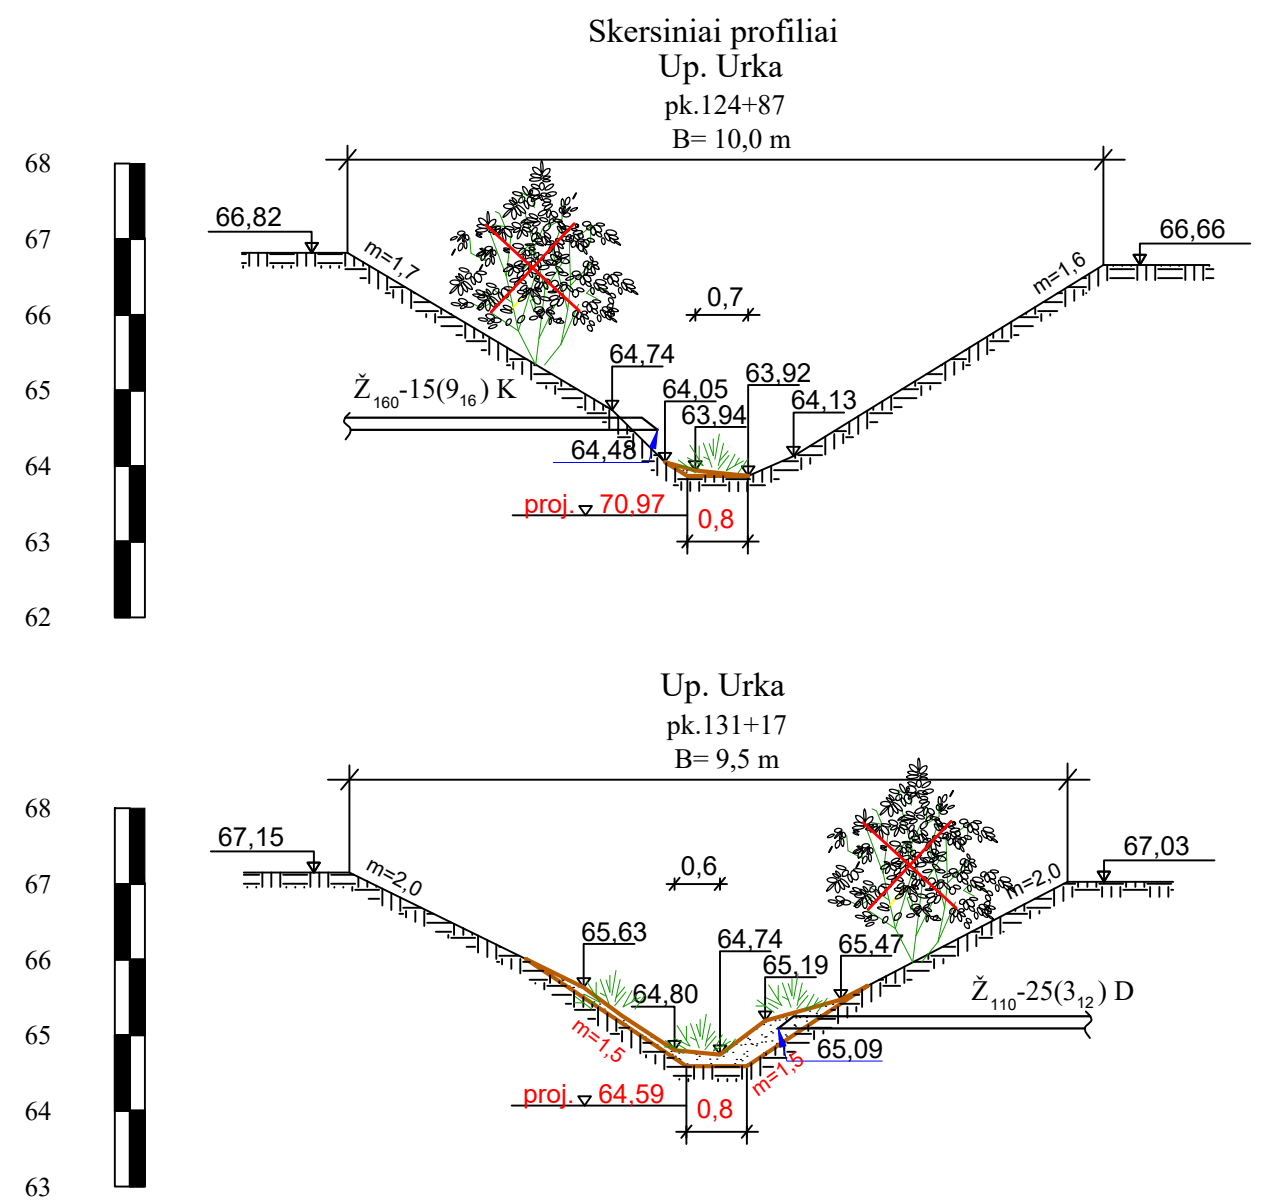 Skersiniai profiliai
Up. Urka
pk.124+87
B= 10,0 m
68
67
66
65
64
63
62
66,82
66,66
m=1,7
m=1,6
0,7
64,74
63,92
64,05
64,13
63,94
Ž160-15(916) K
64,48
proj. 70,97
0,8
Up. Urka
pk.131+17
B= 9,5 m
68
67
66
65
64
63
67,15
67,03
m=2,0
m=2,0
0,6
65,63
64,74
65,47
65,19
64,80
Ž110-25(312) D
65,09
m=1,5
m=1,5
proj. 64,59
0,8